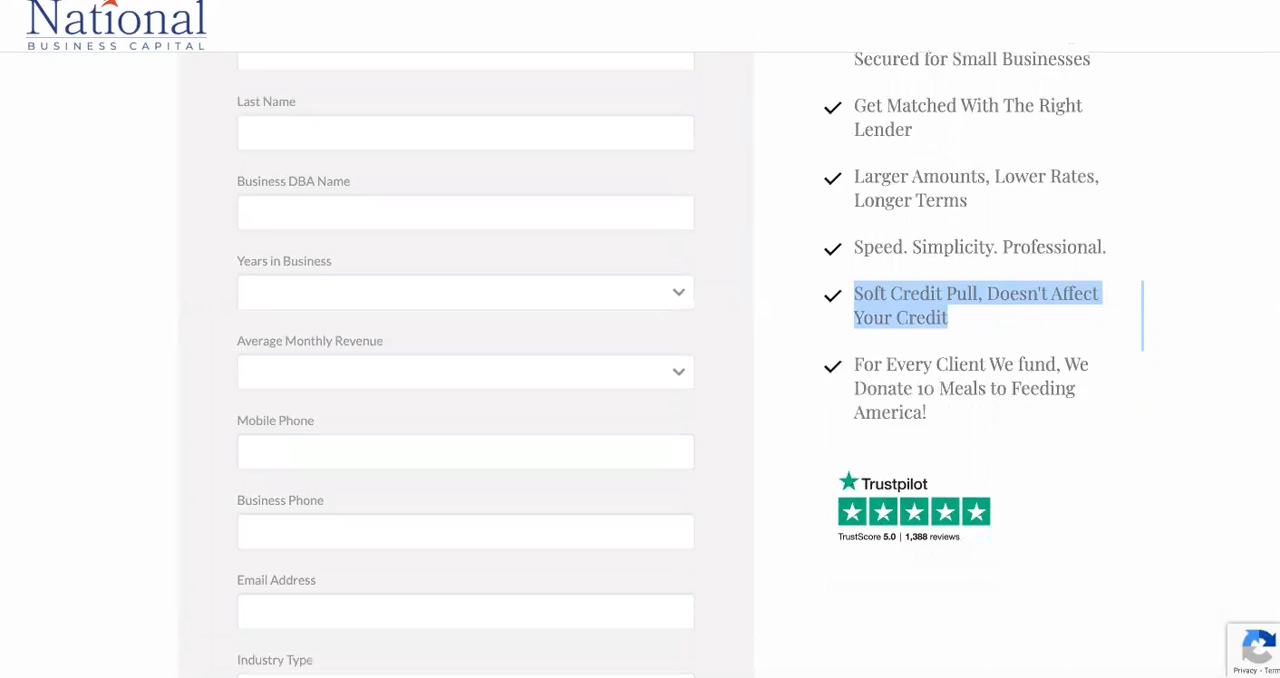 National
BUSINESS CAPITAL
Last Name
Business DBA Name
Years in Business
Average Monthly Revenue
Mobile Phone
Business Phone
Email Address
Industry Type
Secured for Small Businesses
Get Matched With The Right
Lender
Larger Amounts, Lower Rates,
Longer Terms
Speed. Simplicity. Professional.
Soft Credit Pull, Doesn't Affect
Your Credit
For Every Client We fund, We
Donate 10 Meals to Feeding
America!
Trustpilot
TrustScore 5.0 | 1,388 reviews
Privacy - Term